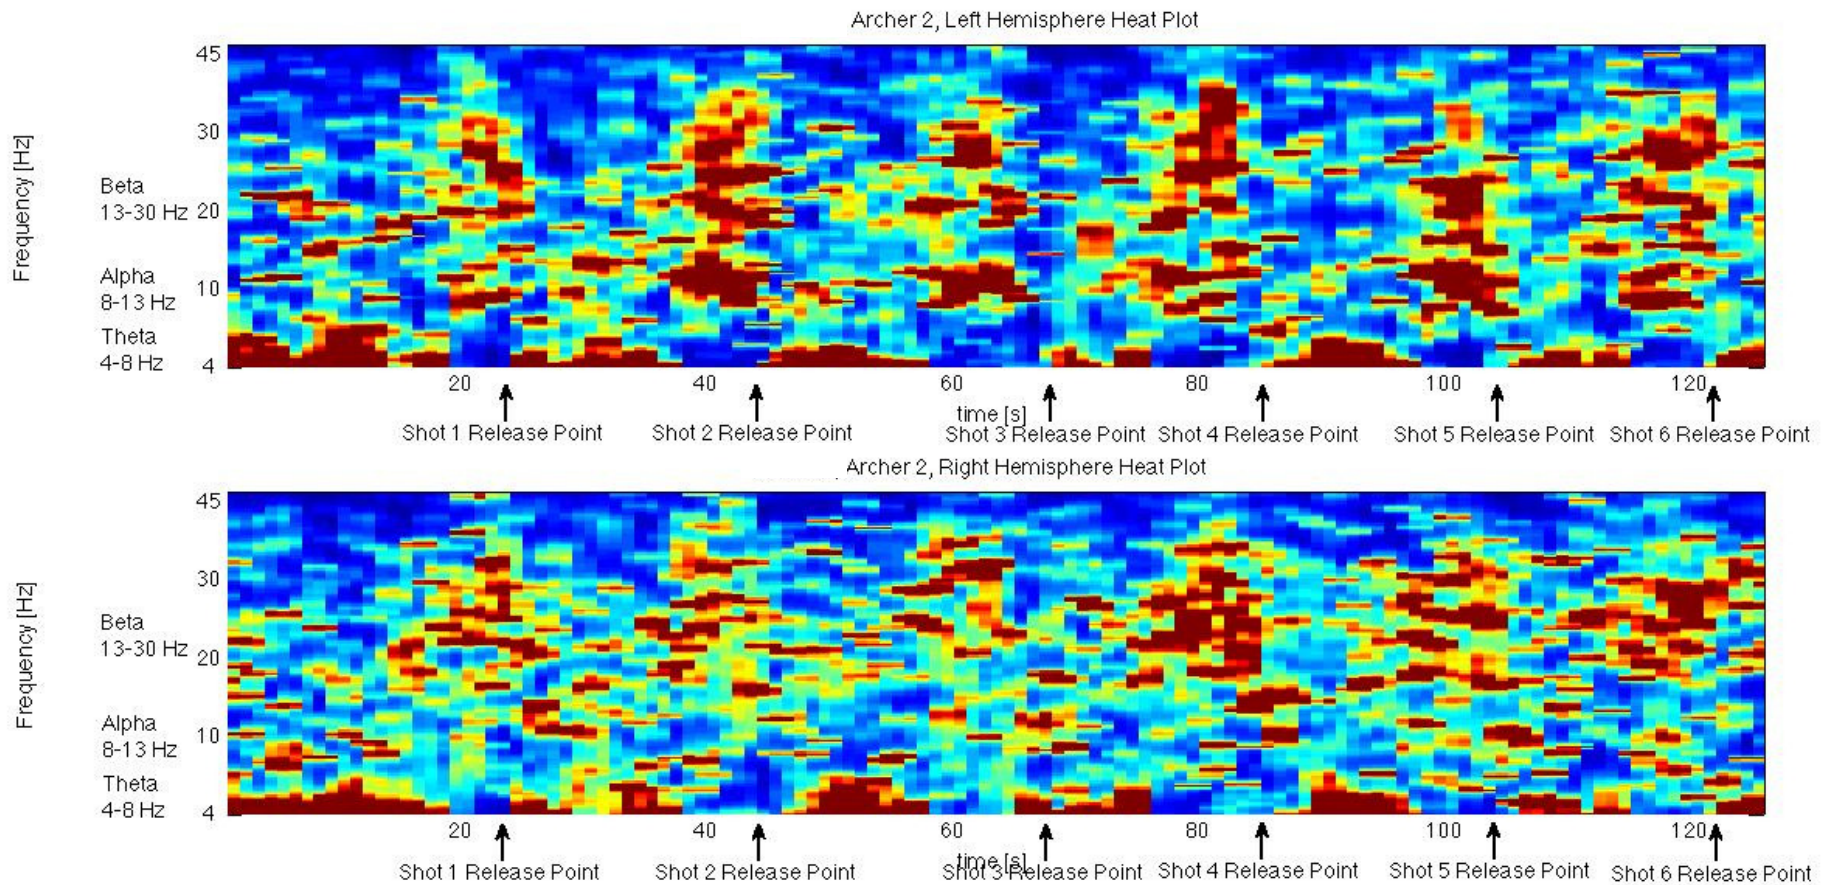 Archer 2, Left Hemisphere Heat Plot
Frequency [Hz]
45
30
Beta
13-30 Hz
20
Alpha
8-13 Hz
10
Theta
4-8 Hz
4
20 40 60 80 100 120
time [s]
Shot 1 Release Point Shot 2 Release Point Shot 3 Release Point Shot 4 Release Point Shot 5 Release Point Shot 6 Release Point
Archer 2, Right Hemisphere Heat Plot
Frequency [Hz]
45
30
Beta
13-30 Hz
20
Alpha
8-13 Hz
10
Theta
4-8 Hz
4
20 40 60 80 100 120
time [s]
Shot 1 Release Point Shot 2 Release Point Shot 3 Release Point Shot 4 Release Point Shot 5 Release Point Shot 6 Release Point